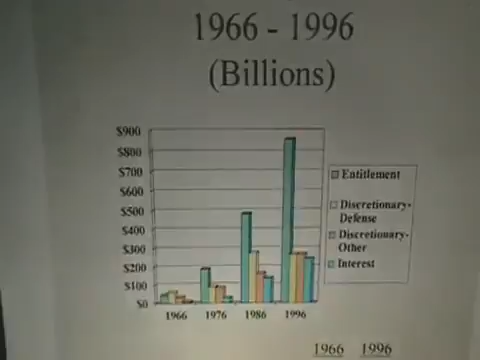 1966 - 1996
(Billions)
$900
$800
$700
$600
$500
$400
$300
$200
$100
$0
1966
1976
1986
1996
Entitlement
Discretionary-
Defense
Discretionary-
Other
Interest
1966 1996